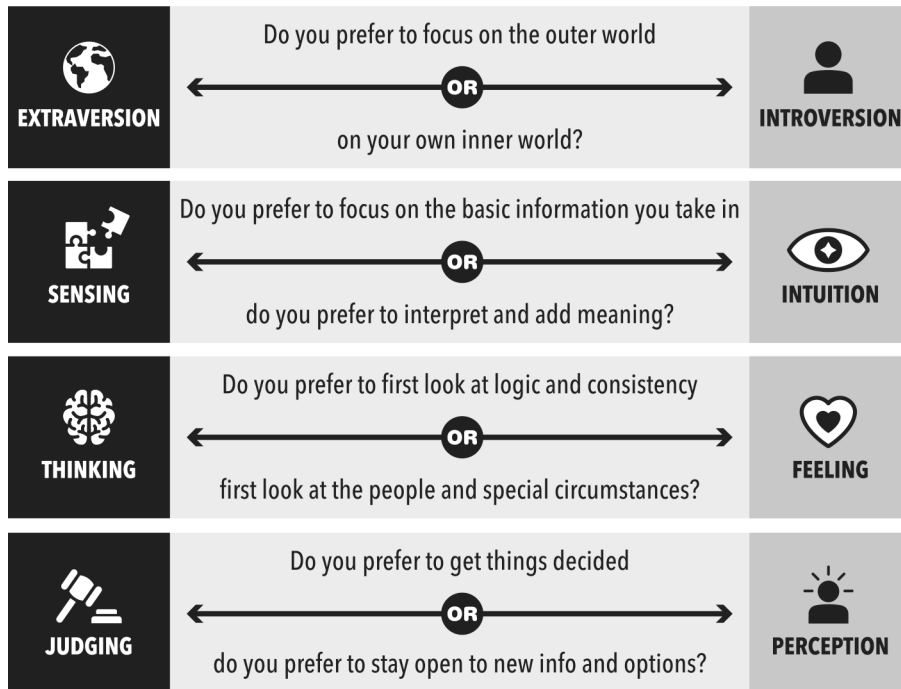 Do you prefer to focus on the outer world
EXTRAVERSION
OR
INTROVERSION
on your own inner world?
Do you prefer to focus on the basic information you take in
SENSING
OR
INTUITION
do you prefer to interpret and add meaning?
Do you prefer to first look at logic and consistency
THINKING
OR
FEELING
first look at the people and special circumstances?
Do you prefer to get things decided
JUDGING
OR
PERCEPTION
do you prefer to stay open to new info and options?